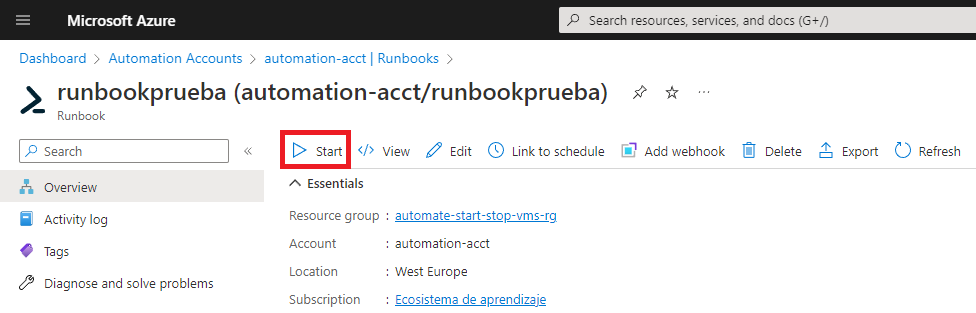 Microsoft Azure
Search resources, services, and docs (G+/)
Dashboard > Automation Accounts > automation-acct | Runbooks >
runbookprueba (automation-acct/runbookprueba)
Runbook
Search
Start View Edit Link to schedule Add webhook Delete Export Refresh
Overview
Activity log
Tags
Diagnose and solve problems
Essentials
Resource group : automate-start-stop-vms-rg
Account : automation-acct
Location : West Europe
Subscription : Ecosistema de aprendizaje